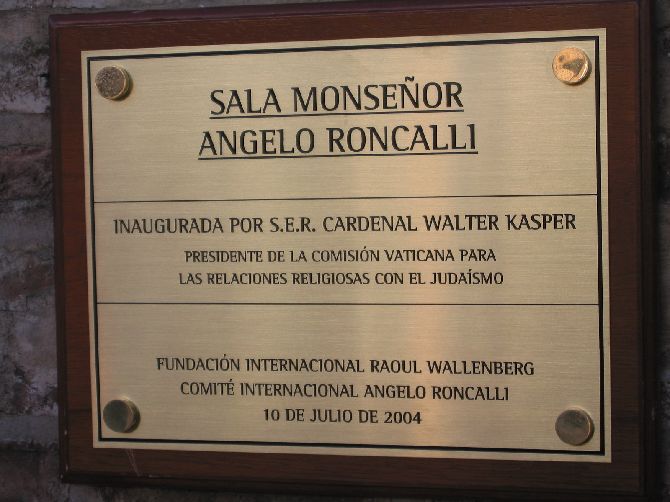 SALA MONSEÑOR
ANGELO RONCALLI
INAUGURADA POR S.E.R. CARDENAL WALTER KASPER
PRESIDENTE DE LA COMISIÓN VATICANA PARA
LAS RELACIONES RELIGIOSAS CON EL JUDAÍSMO
FUNDACIÓN INTERNACIONAL RAOUL WALLENBERG
COMITÉ INTERNACIONAL ANGELO RONCALLI
10 DE JULIO DE 2004